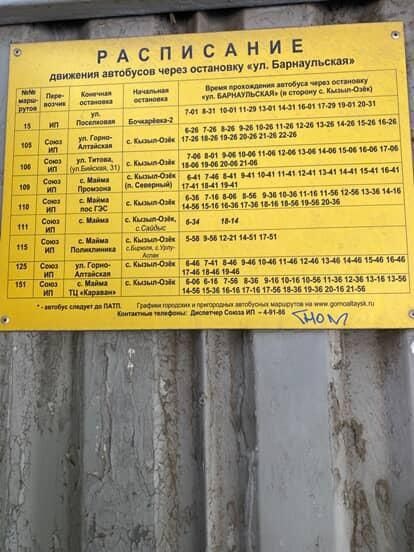 РАСПИСАНИЕ
движения автобусов через остановку «ул. Барнаульская»
№№ маршрутов Перевозчик Конечная остановка Начальная остановка Время прохождения автобуса через остановку «ул. БАРНАУЛЬСКАЯ» (в сторону с. Кызыл-Озёк)
15 ИП ул. Поселковая Бочкарёвка-2 7-01 8-31 10-01 11-29 13-01 14-31 16-01 17-29 19-01 20-31
105 Союз ИП ул. Горно-Алтайская с. Кызыл-Озёк 6-26 7-26 8-26 9-26 10-26 11-26 12-26 13-26 14-26 15-26 16-26
17-26 18-26 19-26 20-26 21-26 22-26
106 Союз ИП ул. Титова, (ул.Бийская, 31) с. Кызыл-Озёк 7-06 8-01 9-06 10-06 11-06 12-06 13-06 14-06 15-06 16-06 17-06
18-06 19-06 20-06 21-06
109 Союз ИП с. Майма Промзона с. Кызыл-Озёк (п. Северный) 6-41 7-46 8-41 9-41 10-41 11-41 12-41 13-41 14-41 15-41 16-41
17-41 18-41 19-41
110 Союз ИП с. Майма пос ГЭС с. Кызыл-Озёк 6-36 7-16 8-06 8-56 9-36 10-36 11-16 11-56 12-56 13-36 14-16
14-56 15-16 16-36 17-16 17-36 18-16 18-56 19-56 20-36
111 Союз ИП с. Майма с. Кызыл-Озёк, с.Сайдыс 6-34 18-14
115 Союз ИП с. Майма Поликлиника с. Кызыл-Озёк, с.Бирюля, с.Урлу-Аспак 5-58 9-56 12-21 14-51 17-51
125 Союз ИП ул. Горно-Алтайская с. Кызыл-Озёк 6-46 7-41 8-46 9-46 10-46 11-46 12-46 13-46 14-46 15-46 16-46
17-46 18-46 19-46
151 Союз ИП с. Майма ТЦ «Караван» с. Кызыл-Озёк 6-06 6-16 7-56 8-36 9-16 10-16 10-56 11-36 12-36 13-16 13-56
14-56 15-36 16-16 17-16 17-56 18-36 19-36 20-16 21-56
* - автобус следует до ПАТП. Графики городских и пригородных автобусных маршрутов на www.gornoaltaysk.ru
Контактные телефоны: Диспетчер Союза ИП – 4-91-86